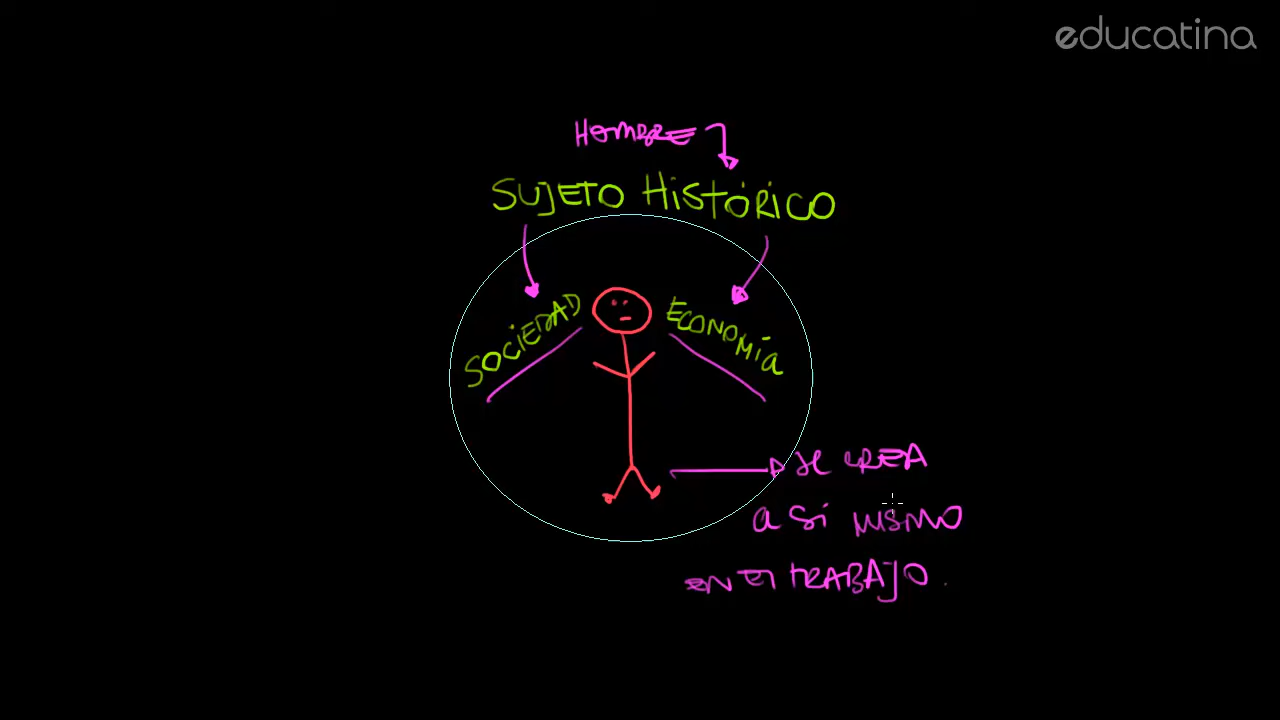 educatina
HOMBRE
SUJETO HISTÓRICO
SOCIEDAD
ECONOMÍA
SE CREA
a Sí MISMO
EN El TRABAJO.